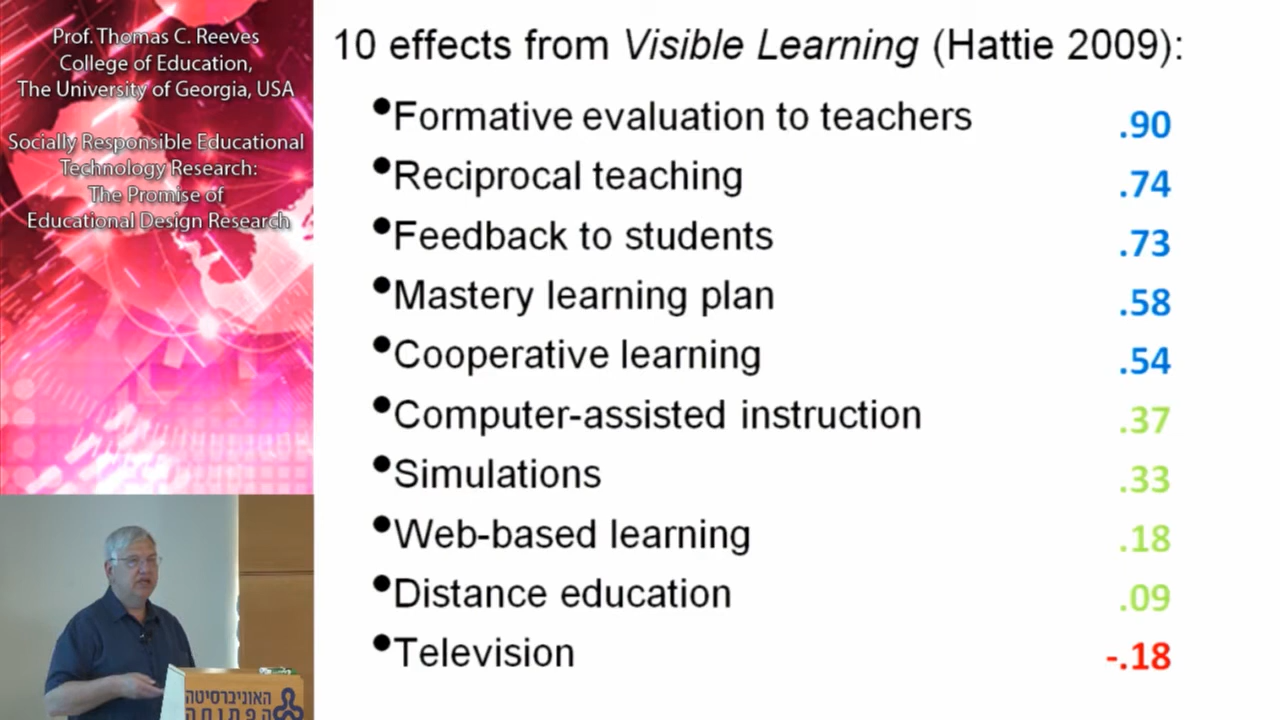 Prof. Thomas C. Reeves
College of Education,
The University of Georgia, USA
Socially Responsible Educational
Technology Research:
The Promise of
Educational Design Research
10 effects from Visible Learning (Hattie 2009):
•Formative evaluation to teachers .90
•Reciprocal teaching .74
•Feedback to students .73
•Mastery learning plan .58
•Cooperative learning .54
•Computer-assisted instruction .37
•Simulations .33
•Web-based learning .18
•Distance education .09
•Television -.18
האוניברסיטה
הפתוחה